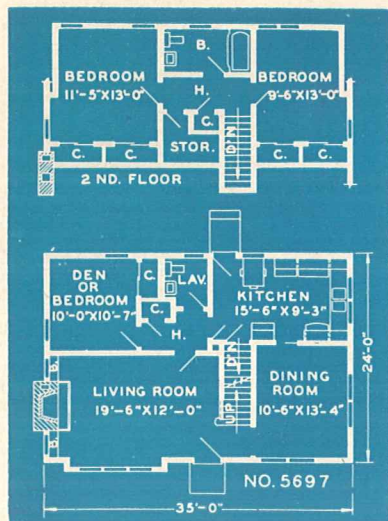 B.
BEDROOM
11'-5"X13'-0"
BEDROOM
9'-6"X13'-0"
H.
C.
STOR.
DN
C.
C.
C.
C.
2 ND. FLOOR
DEN
OR
BEDROOM
10'-0"X10'-7"
C.
LAV.
C.
H.
KITCHEN
15'-6"X9'-3"
DN
UP
LIVING ROOM
19'-6"X12'-0"
DINING
ROOM
10'-6"X13'-4"
B.
B.
24'-0"
NO. 5697
35'-0"